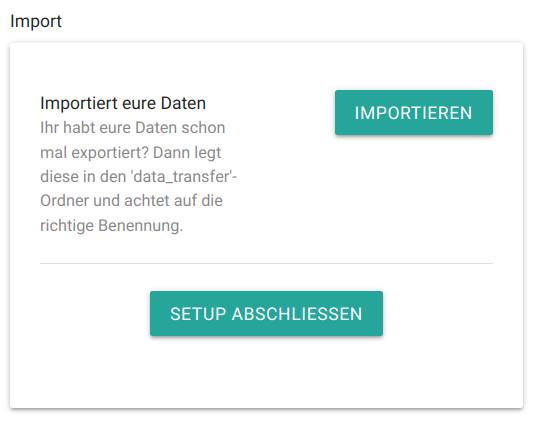 Import
Importiert eure Daten
IMPORTIEREN
Ihr habt eure Daten schon
mal exportiert? Dann legt
diese in den 'data_transfer'-
Ordner und achtet auf die
richtige Benennung.
SETUP ABSCHLIESSEN